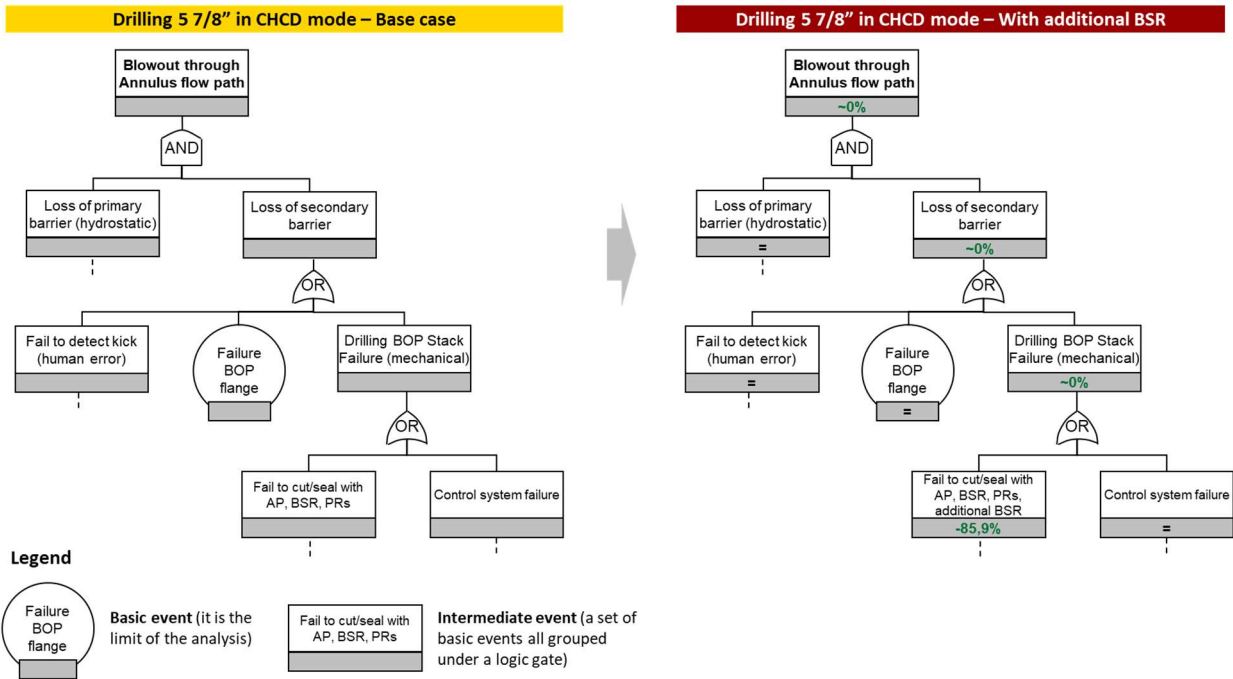 Drilling 5 7/8” in CHCD mode – Base case
Blowout through
Annulus flow path
AND
Loss of primary
barrier (hydrostatic)
Loss of secondary
barrier
OR
Fail to detect kick
(human error)
Failure
BOP
flange
Drilling BOP Stack
Failure (mechanical)
OR
Fail to cut/seal with
AP, BSR, PRs
Control system failure
Drilling 5 7/8” in CHCD mode – With additional BSR
Blowout through
Annulus flow path
~0%
AND
Loss of primary
barrier (hydrostatic)
=
Loss of secondary
barrier
~0%
OR
Fail to detect kick
(human error)
=
Failure
BOP
flange
=
Drilling BOP Stack
Failure (mechanical)
~0%
OR
Fail to cut/seal with
AP, BSR, PRs,
additional BSR
-85,9%
Control system failure
=
Legend
Failure
BOP
flange
Basic event (it is the
limit of the analysis)
Fail to cut/seal with
AP, BSR, PRs
Intermediate event (a set of
basic events all grouped
under a logic gate)